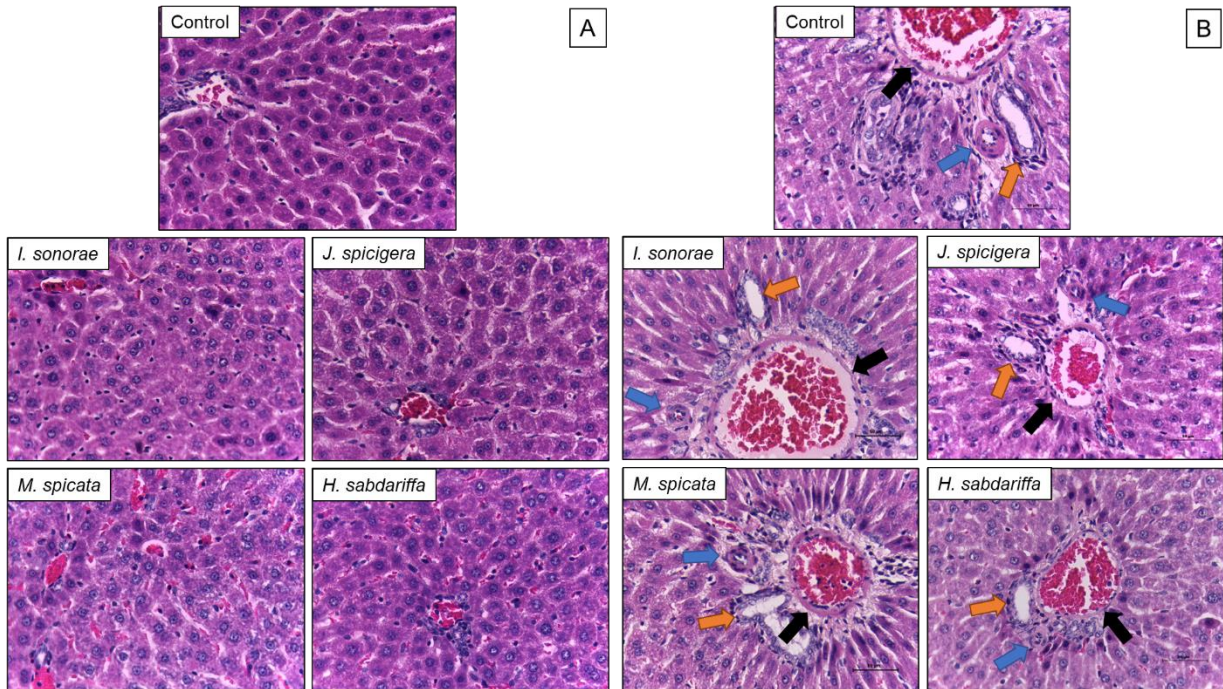 Control
A
Control
B
I. sonorae
J. spicigera
I. sonorae
J. spicigera
M. spicata
H. sabdariffa
M. spicata
H. sabdariffa